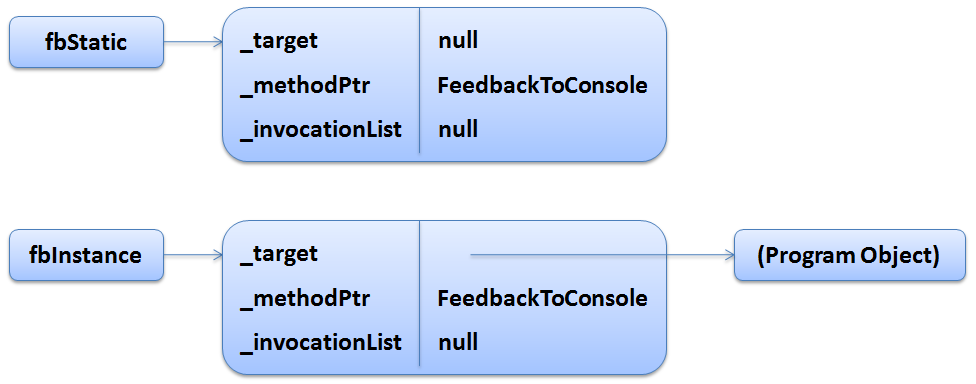 fbStatic
_target null
_methodPtr FeedbackToConsole
_invocationList null
fbInstance
_target (Program Object)
_methodPtr FeedbackToConsole
_invocationList null